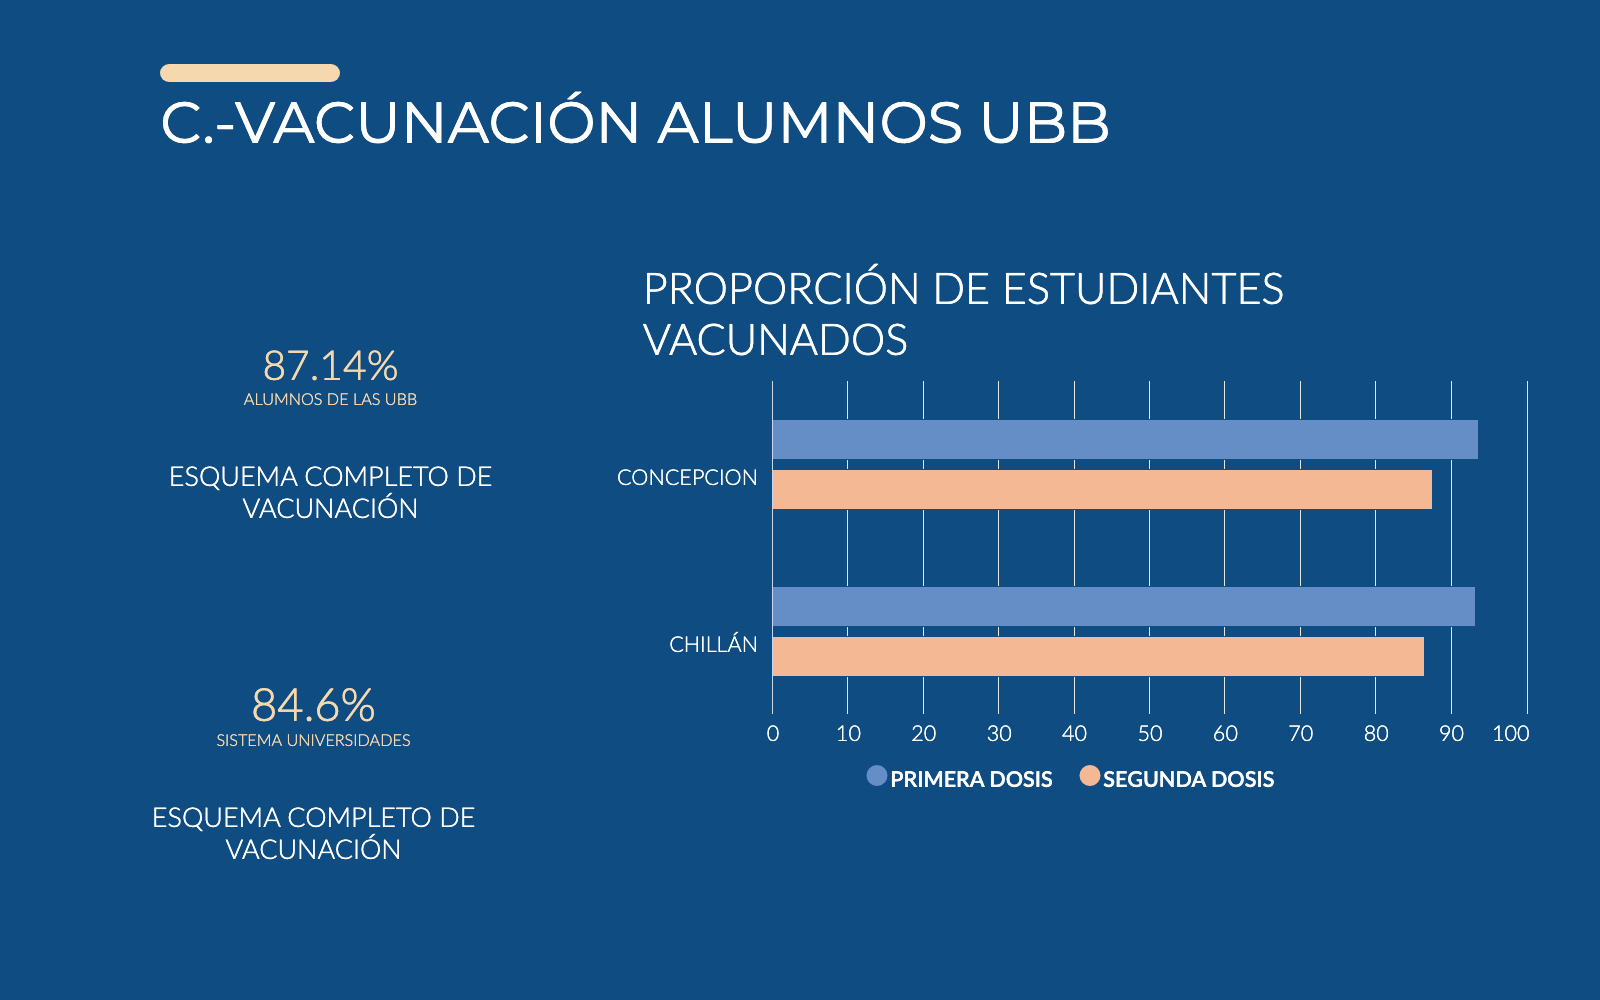 C.-VACUNACIÓN ALUMNOS UBB
87.14%
ALUMNOS DE LAS UBB
ESQUEMA COMPLETO DE
VACUNACIÓN
84.6%
SISTEMA UNIVERSIDADES
ESQUEMA COMPLETO DE
VACUNACIÓN
PROPORCIÓN DE ESTUDIANTES
VACUNADOS
CONCEPCION
CHILLÁN
0 10 20 30 40 50 60 70 80 90 100
PRIMERA DOSIS SEGUNDA DOSIS